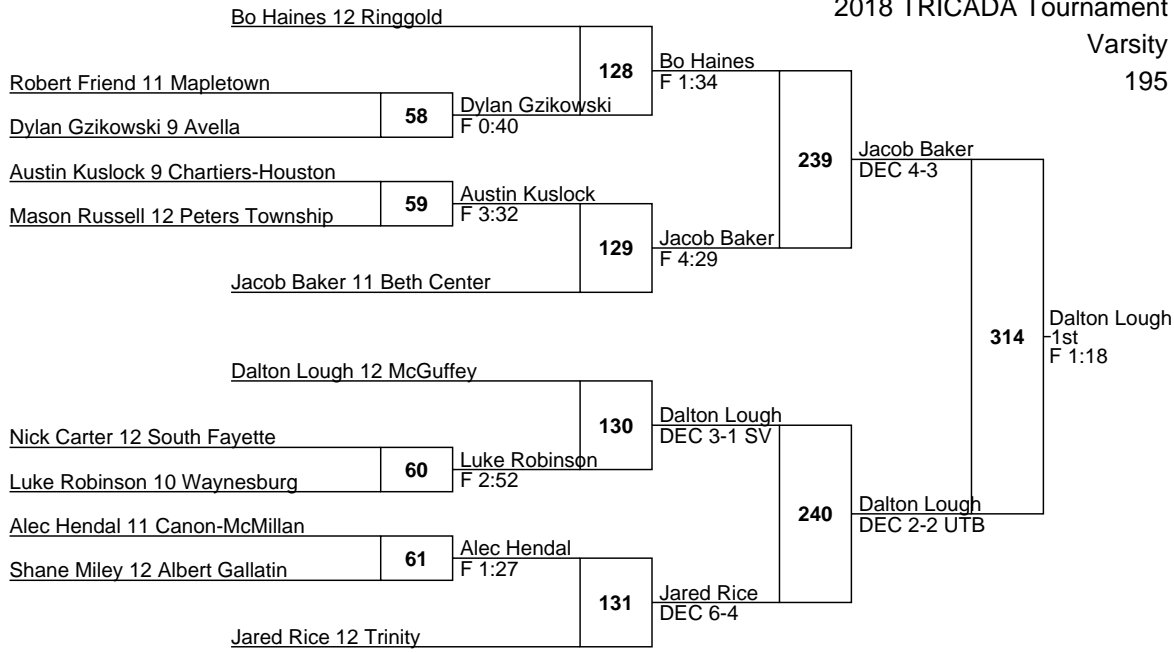 2018 TRICADA Tournament
Varsity
195
Bo Haines 12 Ringgold
128
Bo Haines
F 1:34
Robert Friend 11 Mapletown
58
Dylan Gzikowski
F 0:40
Dylan Gzikowski 9 Avella
239
Jacob Baker
DEC 4-3
Austin Kuslock 9 Chartiers-Houston
59
Austin Kuslock
F 3:32
Mason Russell 12 Peters Township
129
Jacob Baker
F 4:29
Jacob Baker 11 Beth Center
314
Dalton Lough
1st
F 1:18
Dalton Lough 12 McGuffey
130
Dalton Lough
DEC 3-1 SV
Nick Carter 12 South Fayette
60
Luke Robinson
F 2:52
Luke Robinson 10 Waynesburg
240
Dalton Lough
DEC 2-2 UTB
Alec Hendal 11 Canon-McMillan
61
Alec Hendal
F 1:27
Shane Miley 12 Albert Gallatin
131
Jared Rice
DEC 6-4
Jared Rice 12 Trinity